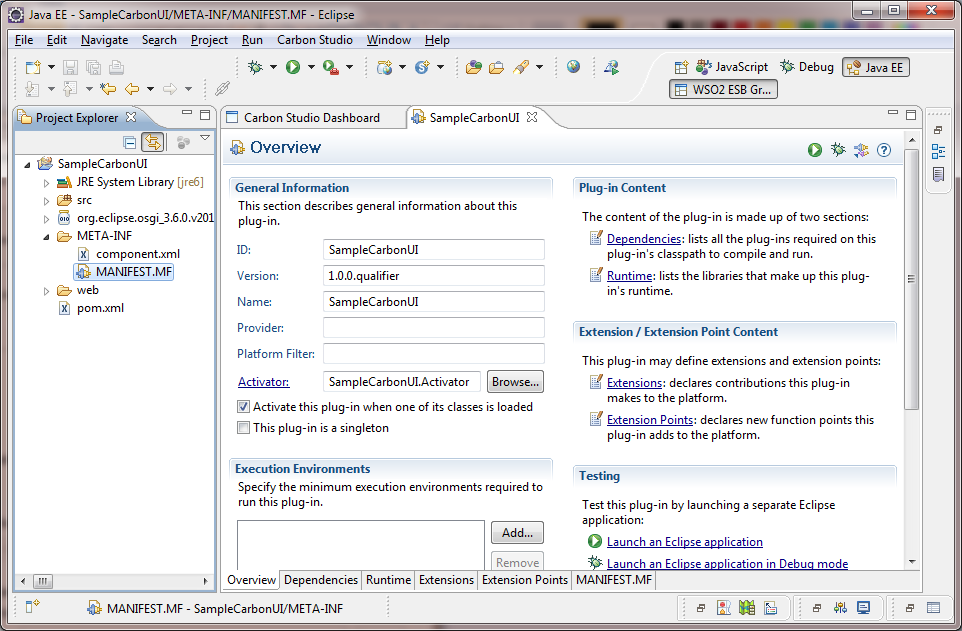 Java EE - SampleCarbonUI/META-INF/MANIFEST.MF - Eclipse
File Edit Navigate Search Project Run Carbon Studio Window Help
JavaScript Debug Java EE
WSO2 ESB Gr...
Project Explorer
Carbon Studio Dashboard SampleCarbonUI
SampleCarbonUI
JRE System Library [jre6]
src
org.eclipse.osgi_3.6.0.v201
META-INF
component.xml
MANIFEST.MF
web
pom.xml
Overview
General Information
This section describes general information about this
plug-in.
ID: SampleCarbonUI
Version: 1.0.0.qualifier
Name: SampleCarbonUI
Provider:
Platform Filter:
Activator: SampleCarbonUI.Activator Browse...
Activate this plug-in when one of its classes is loaded
This plug-in is a singleton
Execution Environments
Specify the minimum execution environments required to
run this plug-in.
Add...
Remove
Plug-in Content
The content of the plug-in is made up of two sections:
Dependencies: lists all the plug-ins required on this
plug-in's classpath to compile and run.
Runtime: lists the libraries that make up this plug-
in's runtime.
Extension / Extension Point Content
This plug-in may define extensions and extension points:
Extensions: declares contributions this plug-in
makes to the platform.
Extension Points: declares new function points this
plug-in adds to the platform.
Testing
Test this plug-in by launching a separate Eclipse
application:
Launch an Eclipse application
Launch an Eclipse application in Debug mode
Overview Dependencies Runtime Extensions Extension Points MANIFEST.MF
MANIFEST.MF - SampleCarbonUI/META-INF